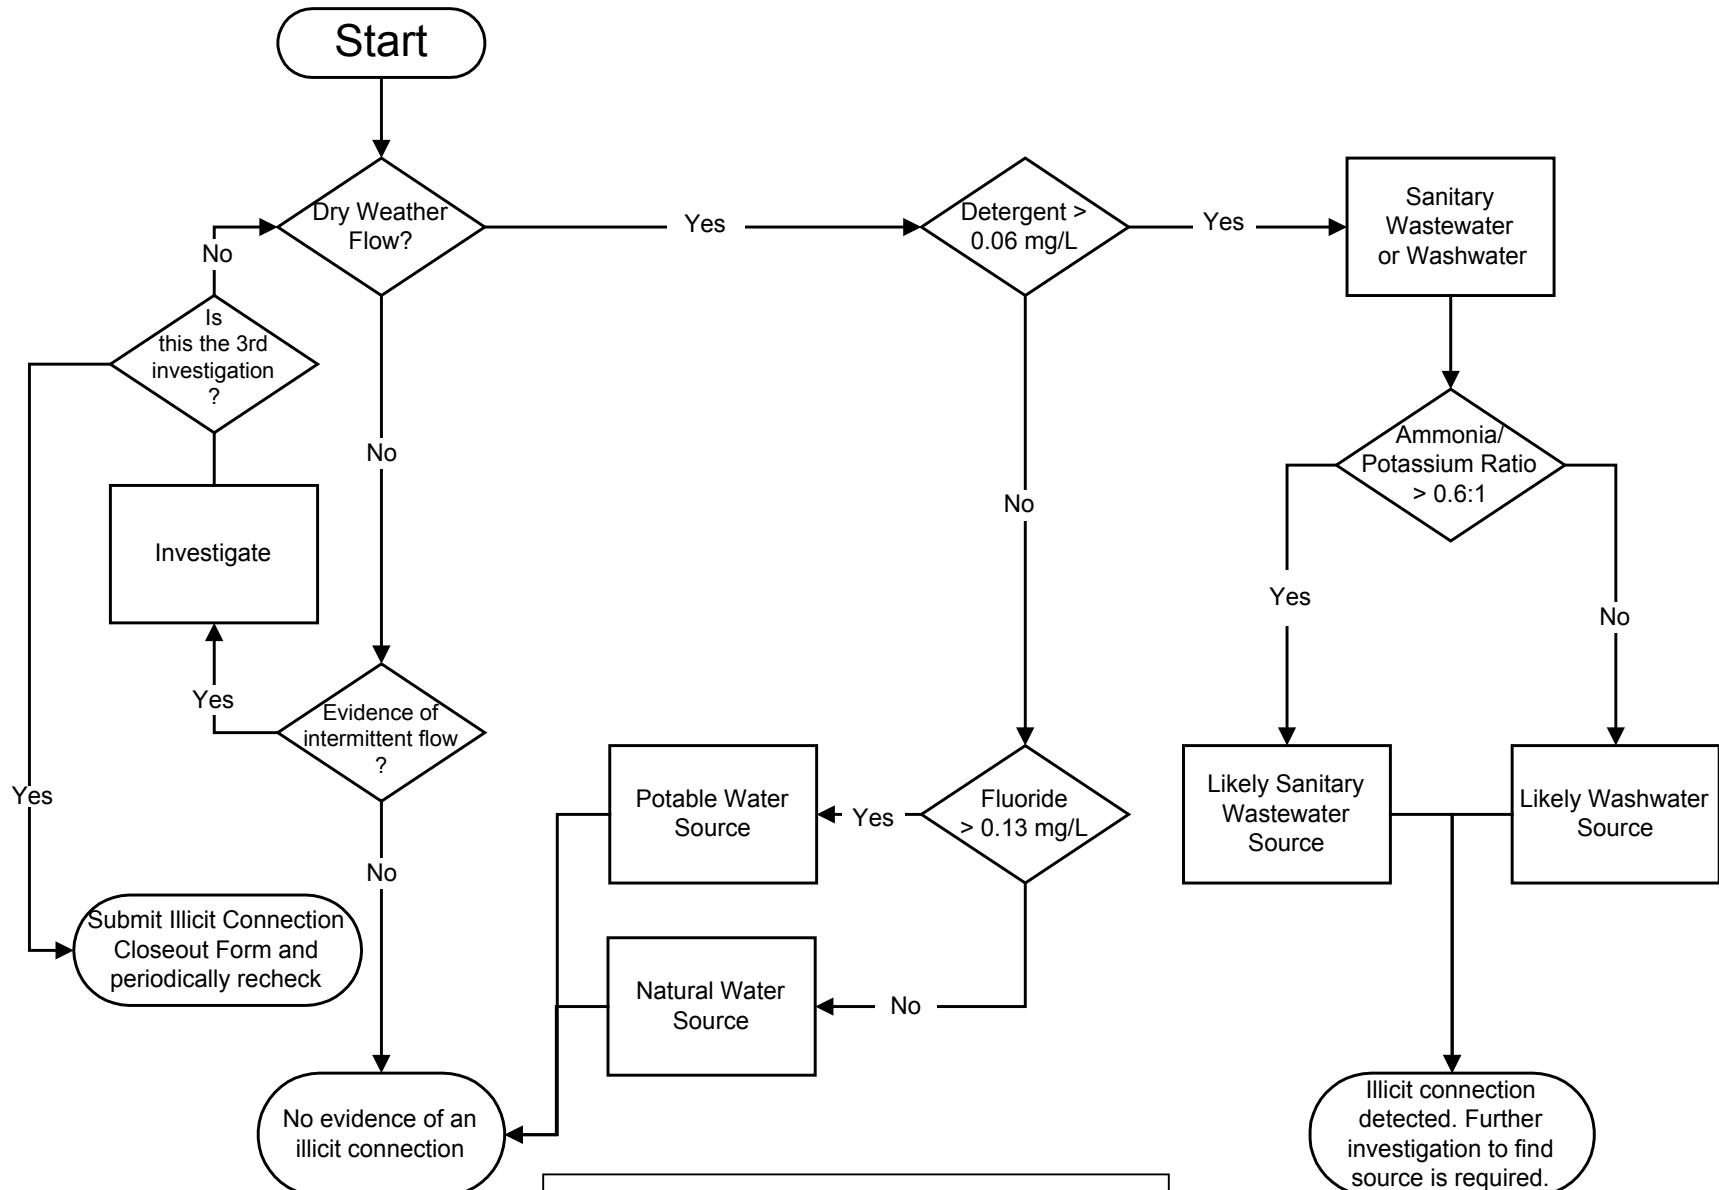 Start
Dry Weather
Flow?
Yes
Detergent >
0.06 mg/L
Yes
Sanitary
Wastewater
or Washwater
No
Is
this the 3rd
investigation
?
Ammonia/
Potassium Ratio
> 0.6:1
No
No
Investigate
Yes
No
Yes
Evidence of
intermittent flow
?
Yes
Potable Water
Source
Yes
Fluoride
> 0.13 mg/L
Likely Sanitary
Wastewater
Source
Likely Washwater
Source
No
Submit Illicit Connection
Closeout Form and
periodically recheck
Natural Water
Source
No
No evidence of an
illicit connection
Illicit connection
detected. Further
investigation to find
source is required.